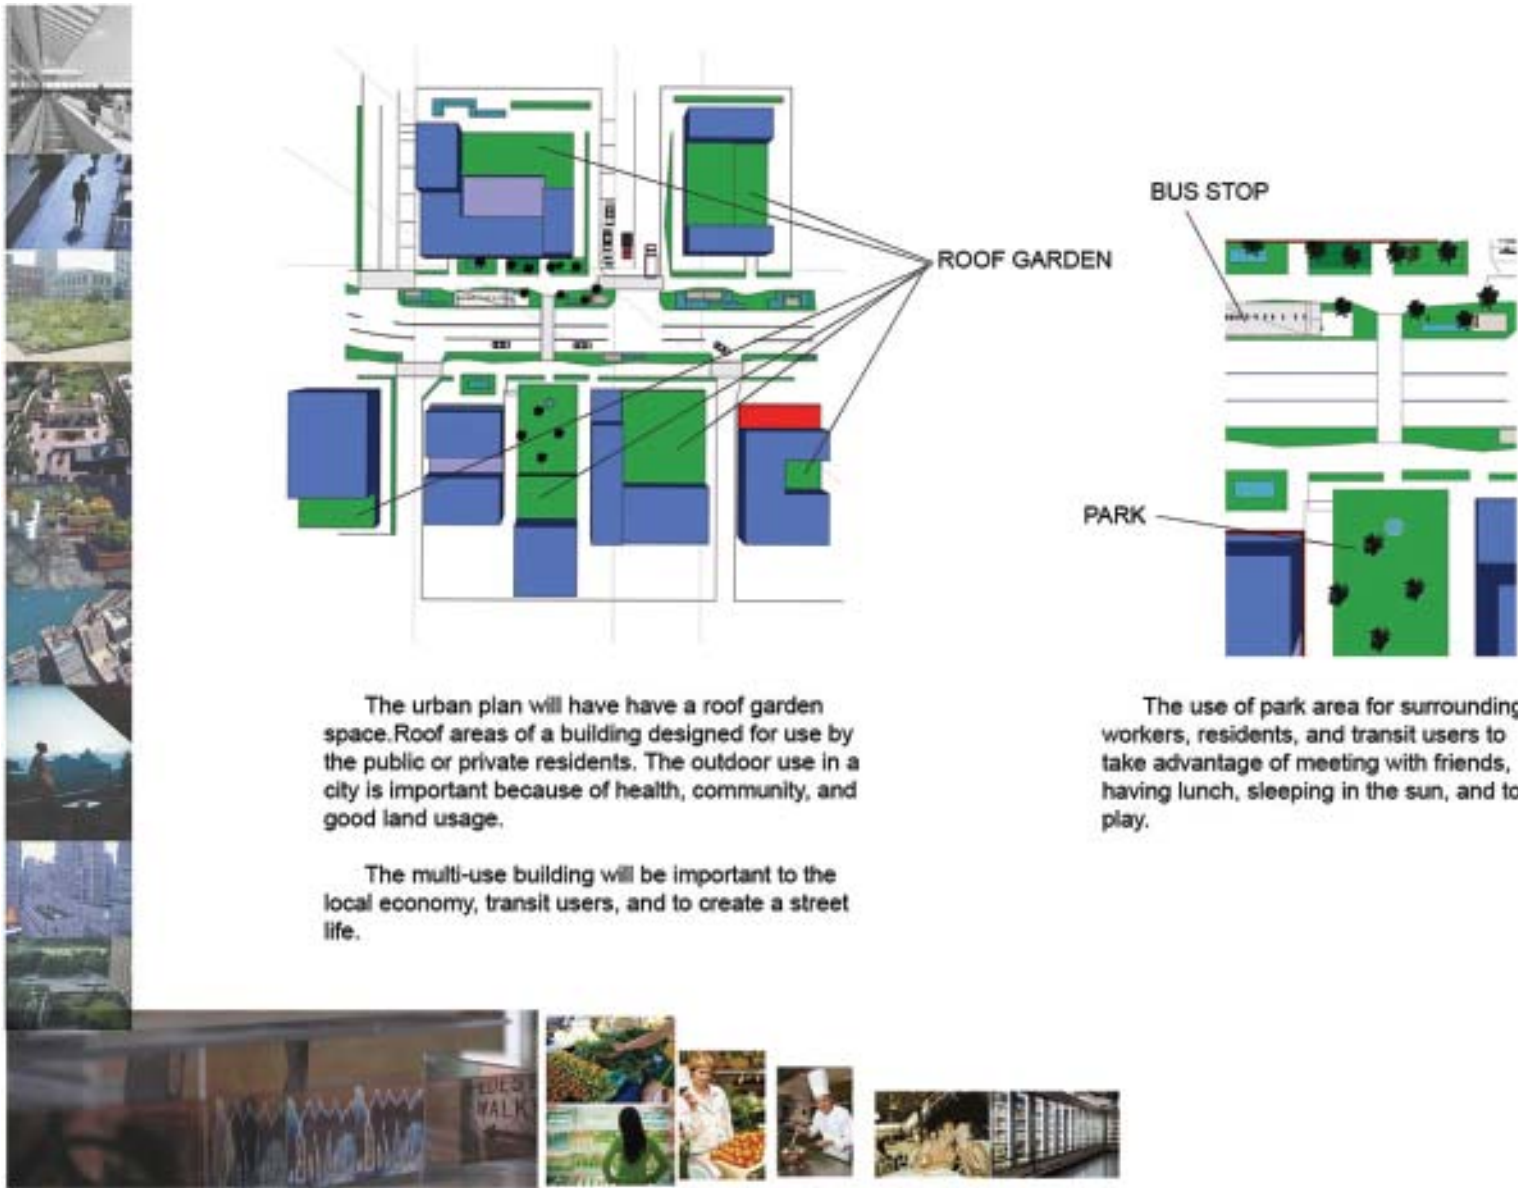 BUS STOP
ROOF GARDEN
PARK
The urban plan will have have a roof garden
space.Roof areas of a building designed for use by
the public or private residents. The outdoor use in a
city is important because of health, community, and
good land usage.
The multi-use building will be important to the
local economy, transit users, and to create a street
life.
The use of park area for surrounding
workers, residents, and transit users to
take advantage of meeting with friends,
having lunch, sleeping in the sun, and to
play.
WALK